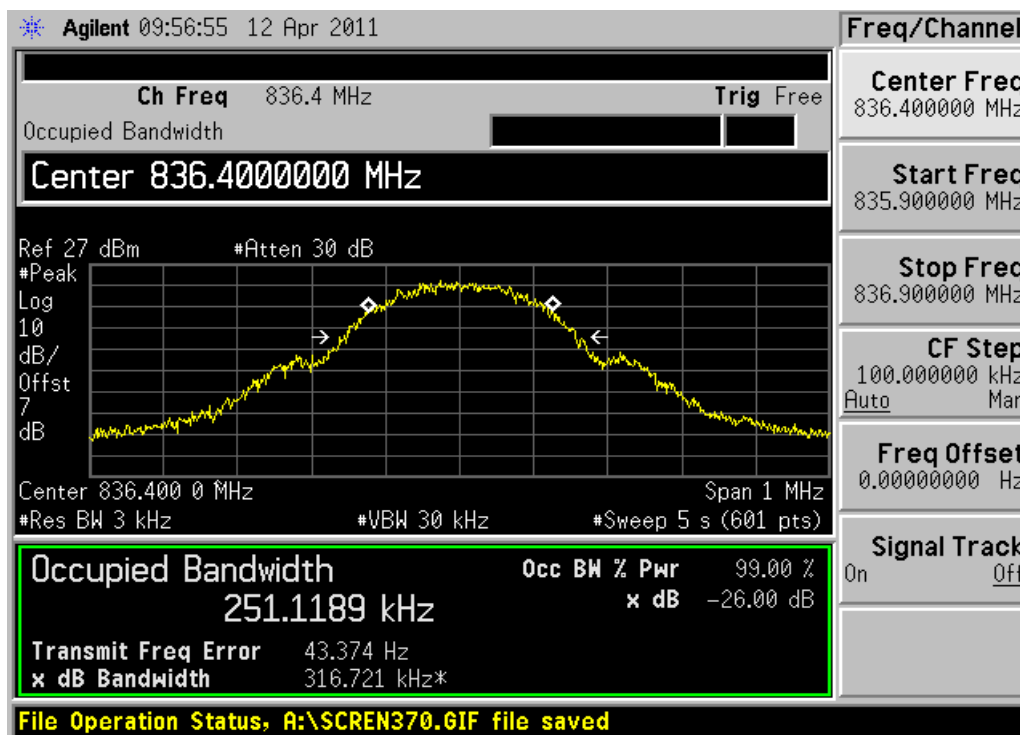 Agilent 09:56:55 12 Apr 2011
Freq/Channel
Ch Freq 836.4 MHz Trig Free
Occupied Bandwidth
Center 836.4000000 MHz
Ref 27 dBm #Atten 30 dB
#Peak
Log
10
dB/
Offst
7
dB
Center 836.400 0 MHz Span 1 MHz
#Res BW 3 kHz #VBW 30 kHz #Sweep 5 s (601 pts)
Occupied Bandwidth Occ BW % Pwr 99.00 %
251.1189 kHz x dB -26.00 dB
Transmit Freq Error 43.374 Hz
x dB Bandwidth 316.721 kHz*
File Operation Status, A:\SCREN370.GIF file saved
Center Freq
836.400000 MHz
Start Freq
835.900000 MHz
Stop Freq
836.900000 MHz
CF Step
100.000000 kHz
Auto Man
Freq Offset
0.00000000 Hz
Signal Track
On Off